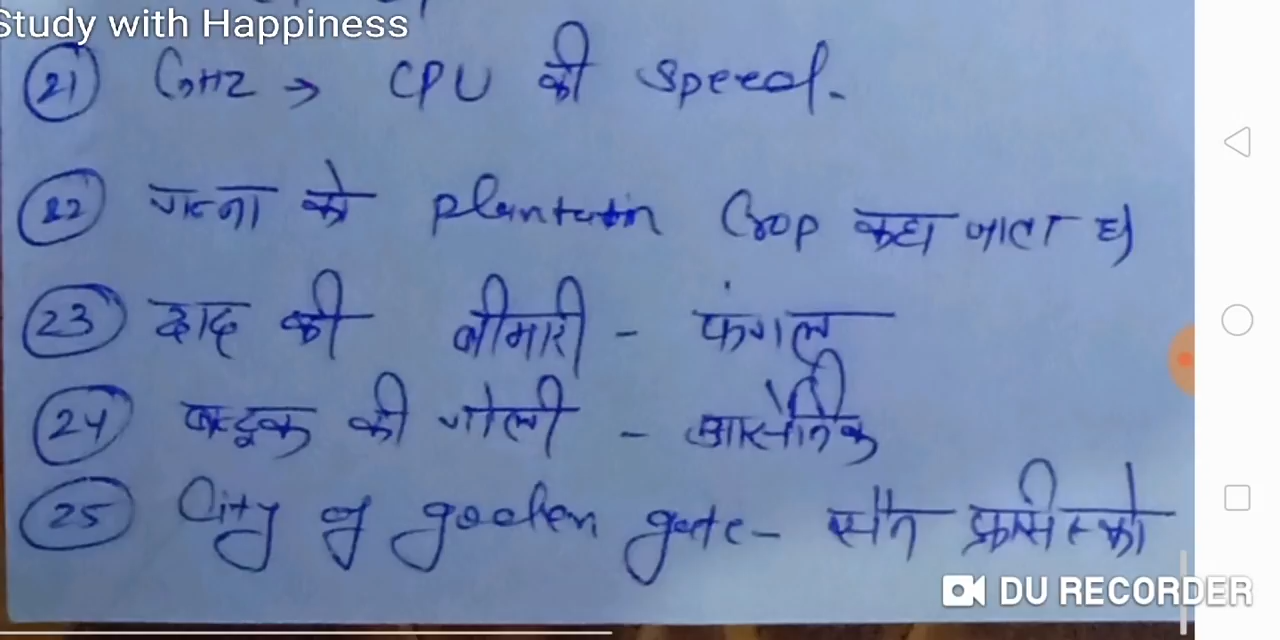 Study with Happiness
21 GHZ → CPU की speed.
22 गन्ना को plantation Crop कहा जाता है
23 दाद की बीमारी - फंगल
24 बन्दूक की गोली - आर्सेनिक
25 City of goolen gate - सैन फ्रांसिस्को
DU RECORDER